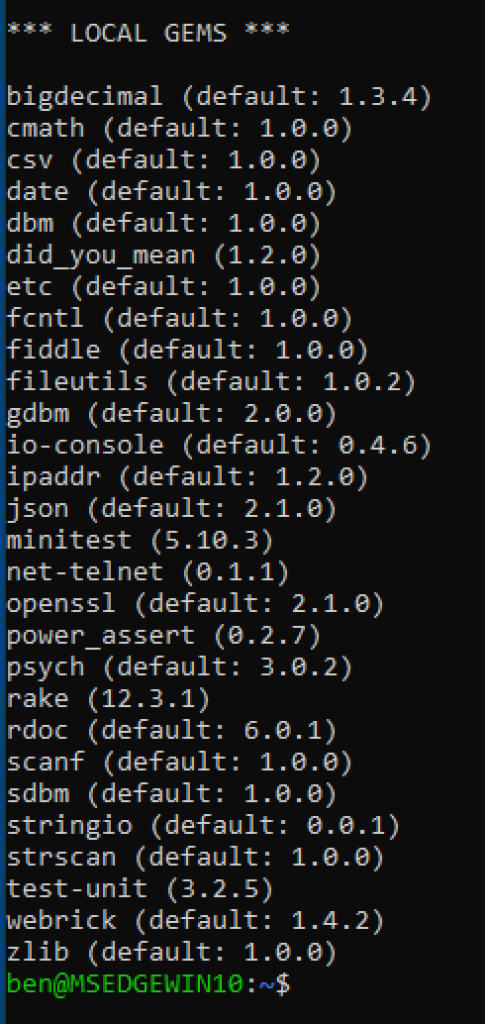 *** LOCAL GEMS ***
bigdecimal (default: 1.3.4)
cmath (default: 1.0.0)
csv (default: 1.0.0)
date (default: 1.0.0)
dbm (default: 1.0.0)
did_you_mean (1.2.0)
etc (default: 1.0.0)
fcntl (default: 1.0.0)
fiddle (default: 1.0.0)
fileutils (default: 1.0.2)
gdbm (default: 2.0.0)
io-console (default: 0.4.6)
ipaddr (default: 1.2.0)
json (default: 2.1.0)
minitest (5.10.3)
net-telnet (0.1.1)
openssl (default: 2.1.0)
power_assert (0.2.7)
psych (default: 3.0.2)
rake (12.3.1)
rdoc (default: 6.0.1)
scanf (default: 1.0.0)
sdbm (default: 1.0.0)
stringio (default: 0.0.1)
strscan (default: 1.0.0)
test-unit (3.2.5)
webrick (default: 1.4.2)
zlib (default: 1.0.0)
ben@MSEDGEWIN10:~$